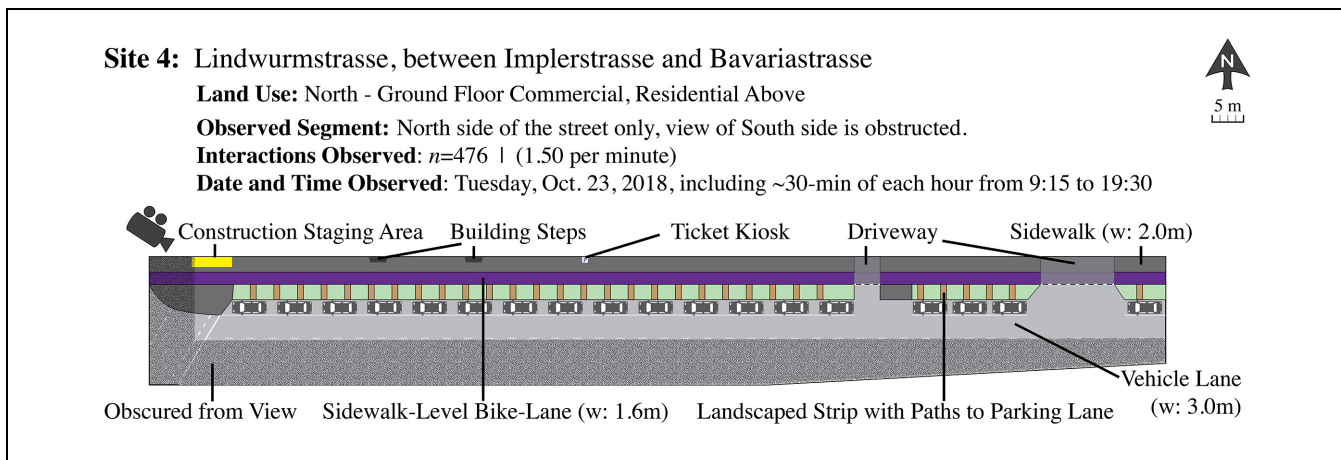 Site 4: Lindwurmstrasse, between Implerstrasse and Bavariastrasse
Land Use: North - Ground Floor Commercial, Residential Above
Observed Segment: North side of the street only, view of South side is obstructed.
Interactions Observed: n=476 | (1.50 per minute)
Date and Time Observed: Tuesday, Oct. 23, 2018, including ~30-min of each hour from 9:15 to 19:30
N
5 m
Construction Staging Area
Building Steps
Ticket Kiosk
Driveway
Sidewalk (w: 2.0m)
Obscured from View
Sidewalk-Level Bike-Lane (w: 1.6m)
Landscaped Strip with Paths to Parking Lane
Vehicle Lane
(w: 3.0m)